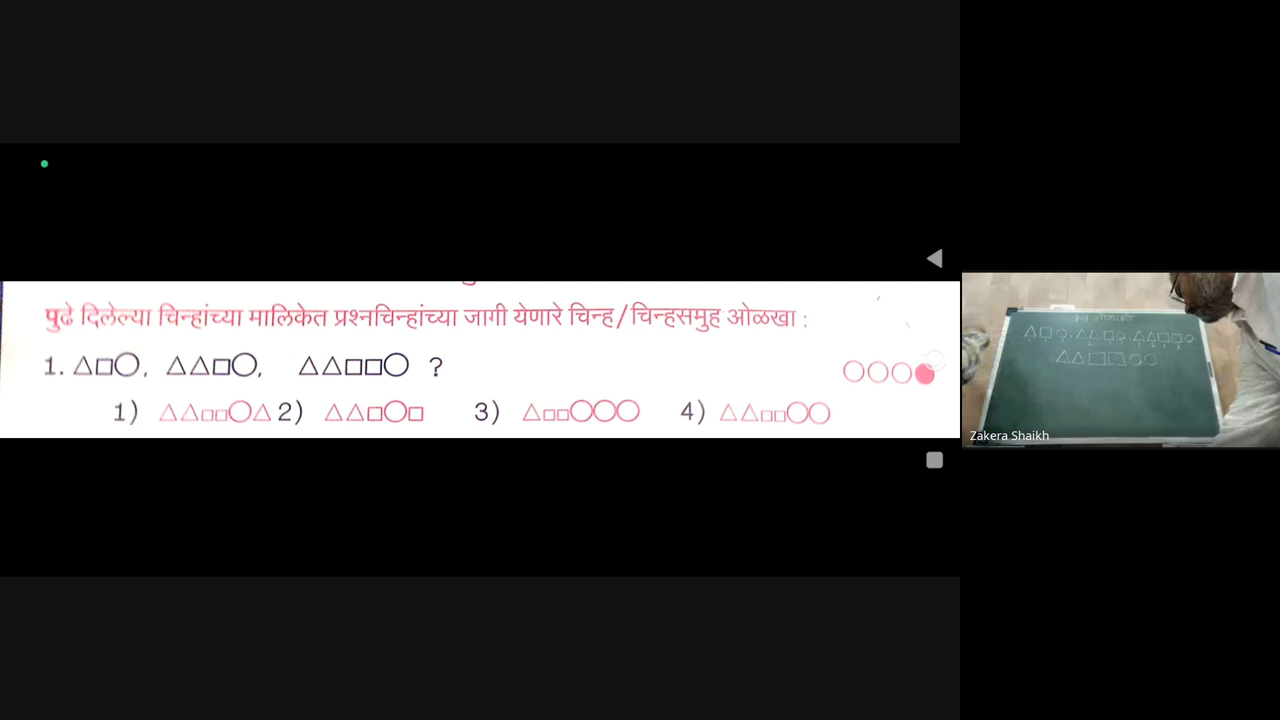 पुढे दिलेल्या चिन्हांच्या मालिकेत प्रश्नचिन्हांच्या जागी येणारे चिन्ह/चिन्हसमुह ओळखा :
1. △□○, △△□○, △△□□○ ?
1) △△□□○△ 2) △△□○□ 3) △□□○○○ 4) △△□□○○
△□○, △△□○, △△□□○
△△□□○○
Zakera Shaikh